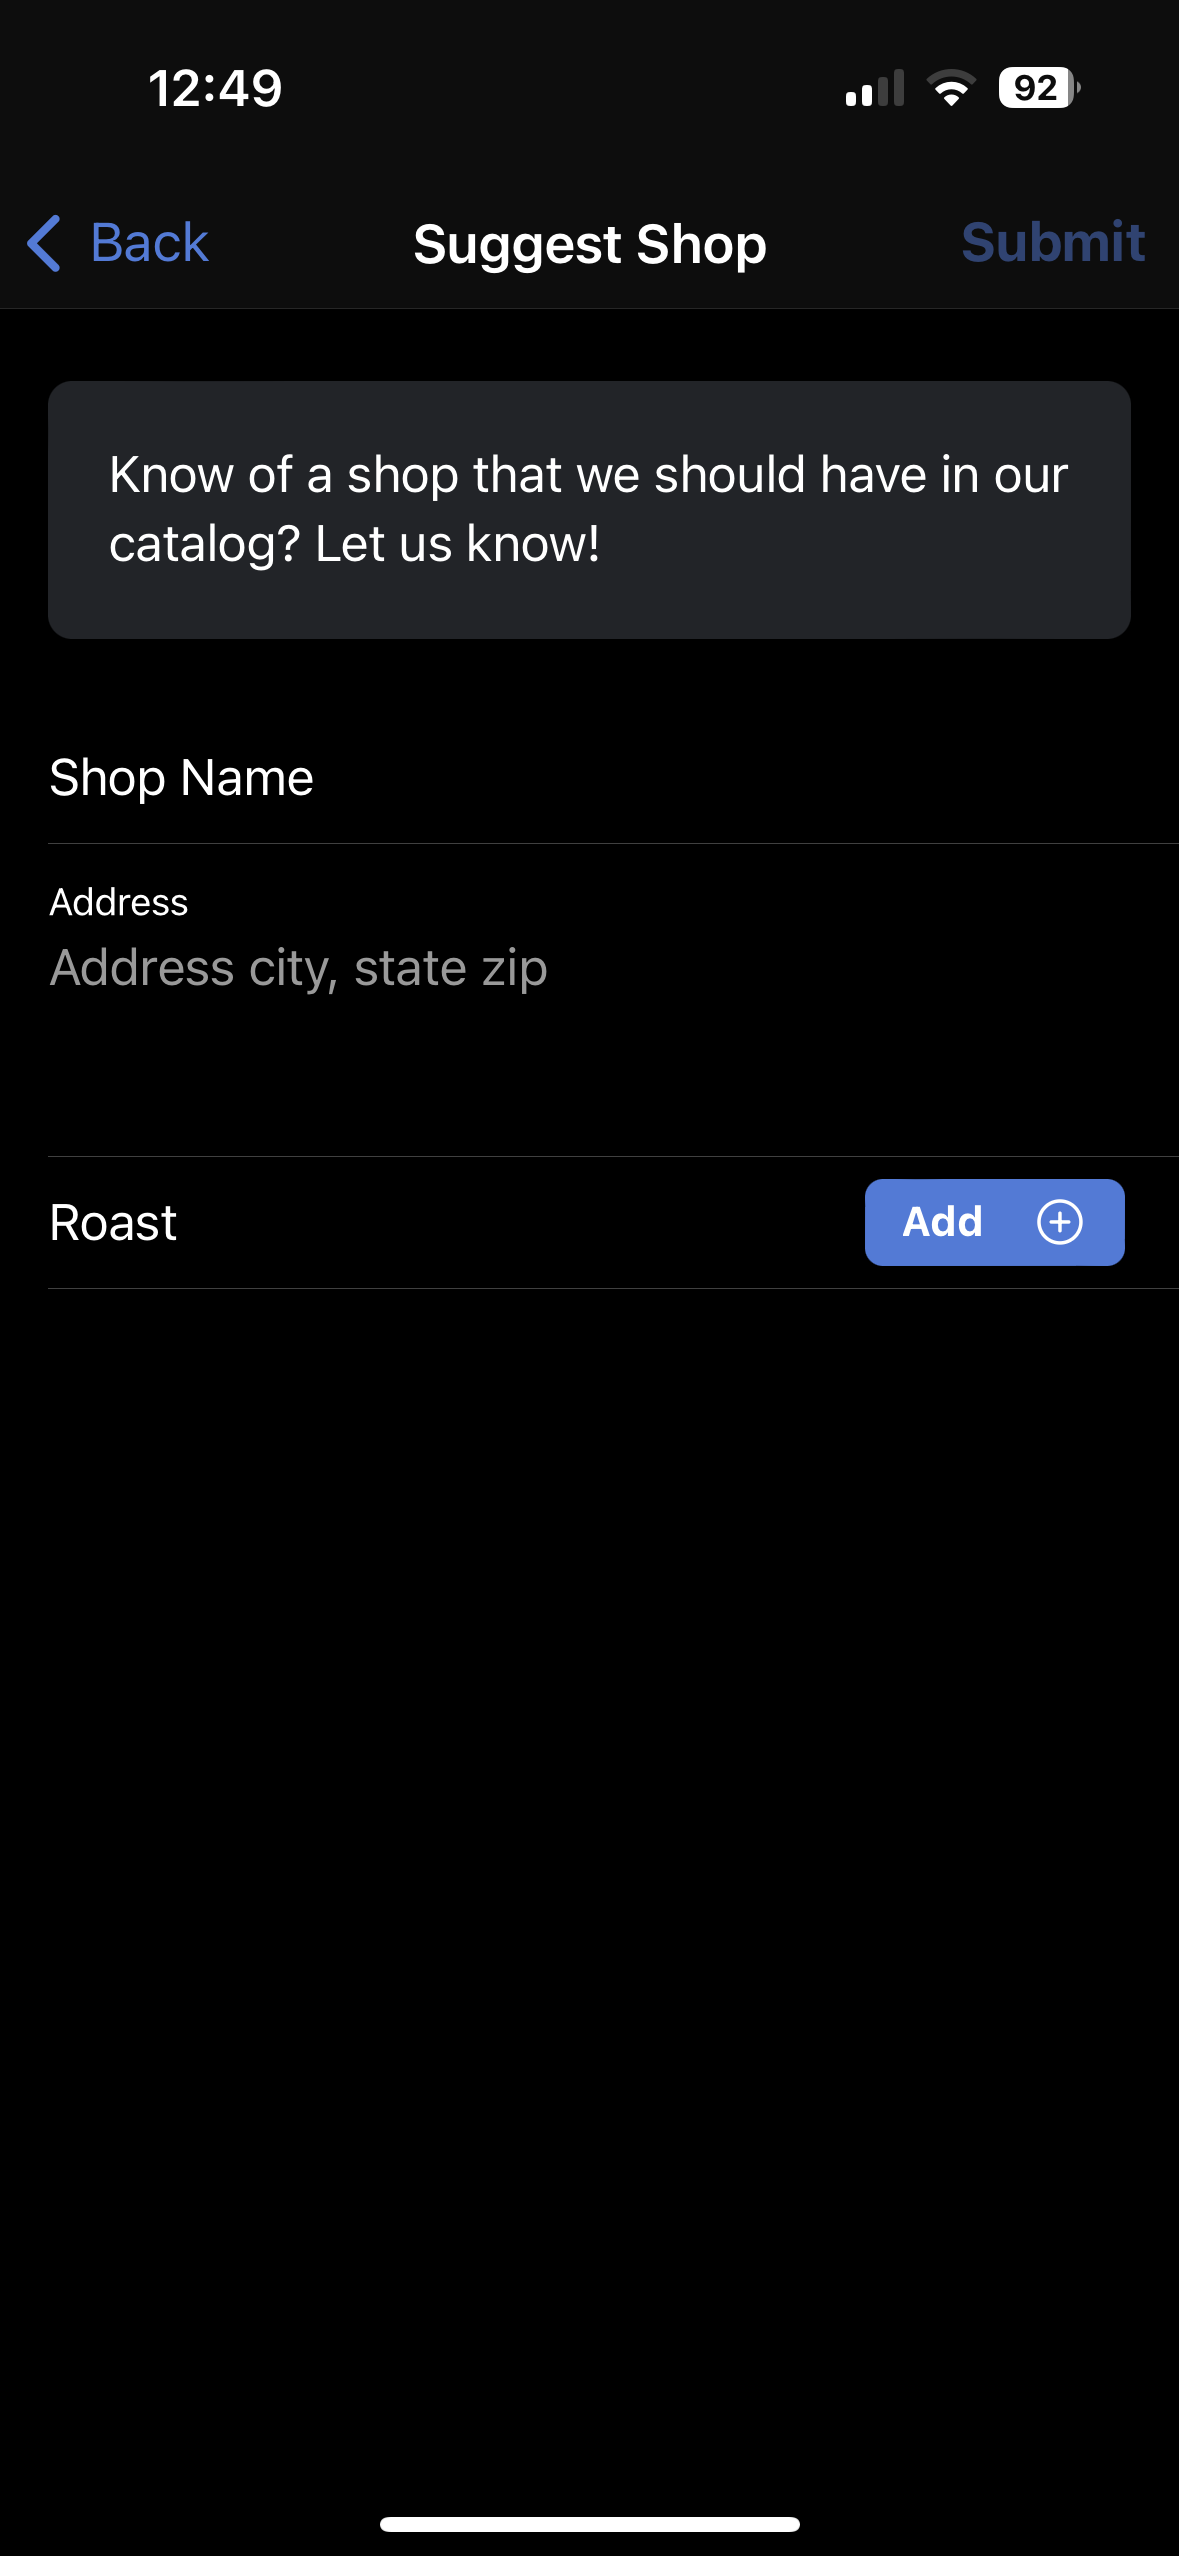 12:49
92
Back
Suggest Shop
Submit
Know of a shop that we should have in our
catalog? Let us know!
Shop Name
Address
Address city, state zip
Roast
Add